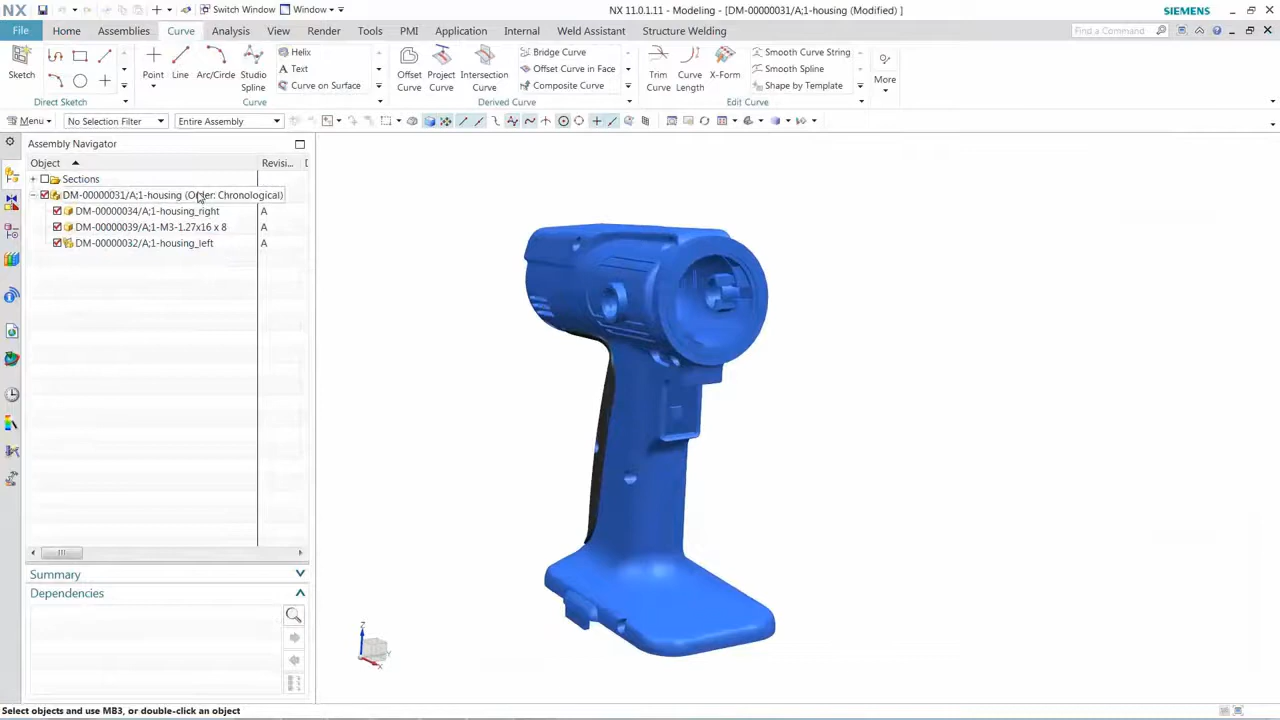 NX
Switch Window
Window
NX 11.0.1.11 - Modeling - [DM-00000031/A;1-housing (Modified) ]
SIEMENS
File
Home
Assemblies
Curve
Analysis
View
Render
Tools
PMI
Application
Internal
Weld Assistant
Structure Welding
Find a Command
Sketch
Direct Sketch
Point
Line
Arc/Circle
Studio Spline
Helix
Text
Curve on Surface
Curve
Offset Curve
Project Curve
Intersection Curve
Bridge Curve
Offset Curve in Face
Composite Curve
Derived Curve
Trim Curve
Curve Length
X-Form
Smooth Curve String
Smooth Spline
Shape by Template
Edit Curve
More
Menu
No Selection Filter
Entire Assembly
Assembly Navigator
Object
Revisi...
Sections
DM-00000031/A;1-housing (Order: Chronological)
DM-00000034/A;1-housing_right
A
DM-00000039/A;1-M3-1.27x16 x 8
A
DM-00000032/A;1-housing_left
A
Summary
Dependencies
Z
Y
X
Select objects and use MB3, or double-click an object